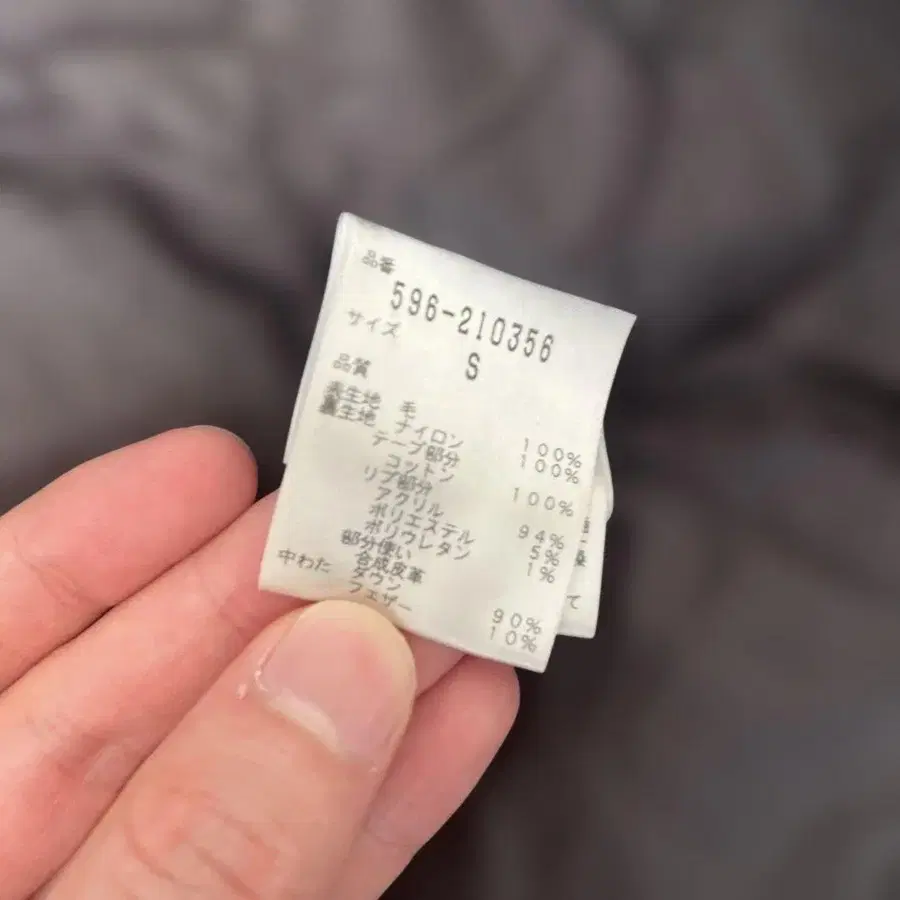 品番
596-210356
サイズ
S
品質
表生地 毛 100%
裏生地 ナイロン 100%
テープ部分
コットン 100%
リブ部分
アクリル 94%
ポリエステル 5%
ポリウレタン 1%
部分使い
合成皮革
中わた ダウン 90%
フェザー 10%
て